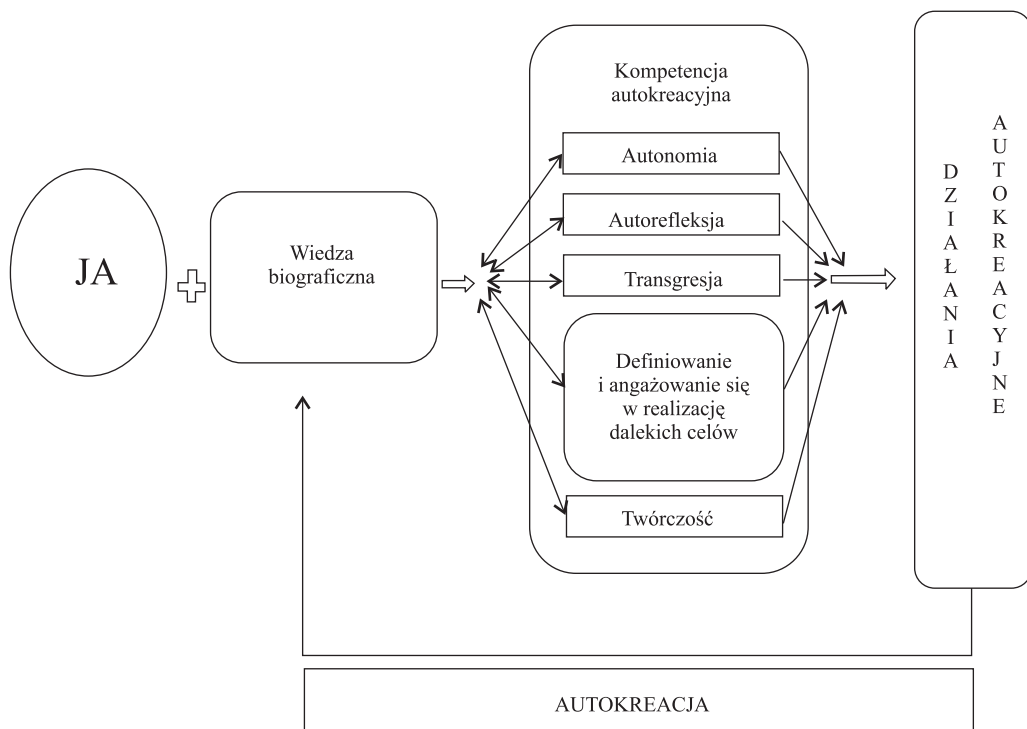 JA
Wiedza
biograficzna
Kompetencja
autokreacyjna
Autonomia
Autorefleksja
Transgresja
Definiowanie
i angażowanie się
w realizację
dalekich celów
Twórczość
DZIAŁANIA
AUTOKREACYJNE
AUTOKREACJA